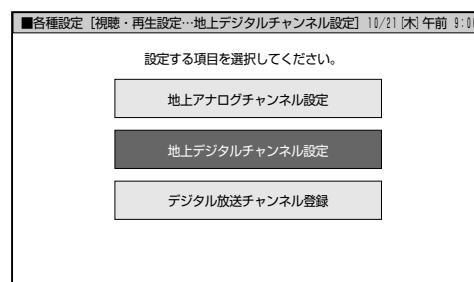 ■各種設定［視聴・再生設定…地上デジタルチャンネル設定］ 10/21[木]午前 9:00
設定する項目を選択してください。
地上アナログチャンネル設定
地上デジタルチャンネル設定
デジタル放送チャンネル登録